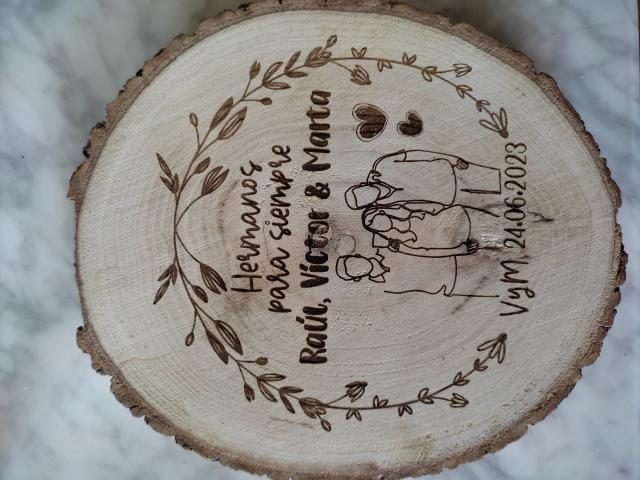 Hermanos
para siempre
Raúl, Víctor & Marta
VyM 24.06.2023